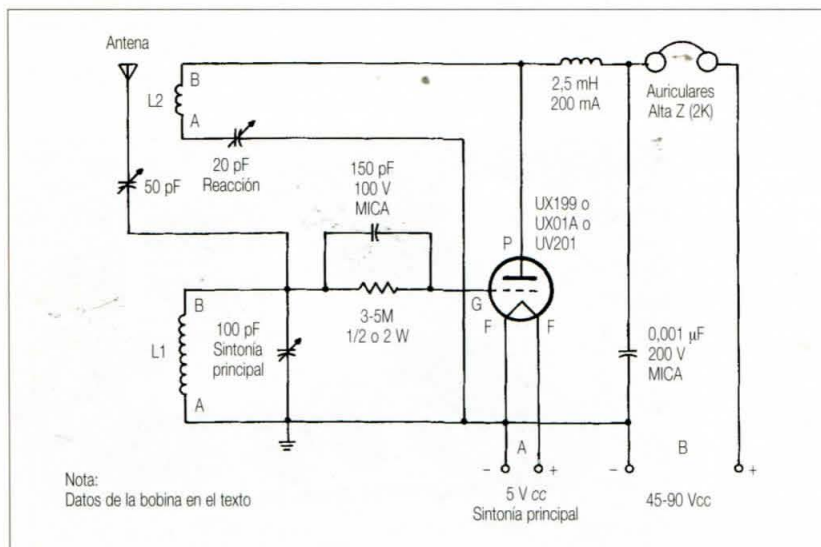 Antena
B
L2
A
20 pF
Reacción
50 pF
150 pF
100 V
MICA
2,5 mH
200 mA
Auriculares
Alta Z (2K)
UX199 o
UX01A o
UV201
P
G
F
F
B
L1
A
100 pF
Sintonía
principal
3-5M
1/2 o 2 W
0,001 µF
200 V
MICA
A
B
- +
- +
5 V cc
Sintonía principal
45-90 Vcc
Nota:
Datos de la bobina en el texto